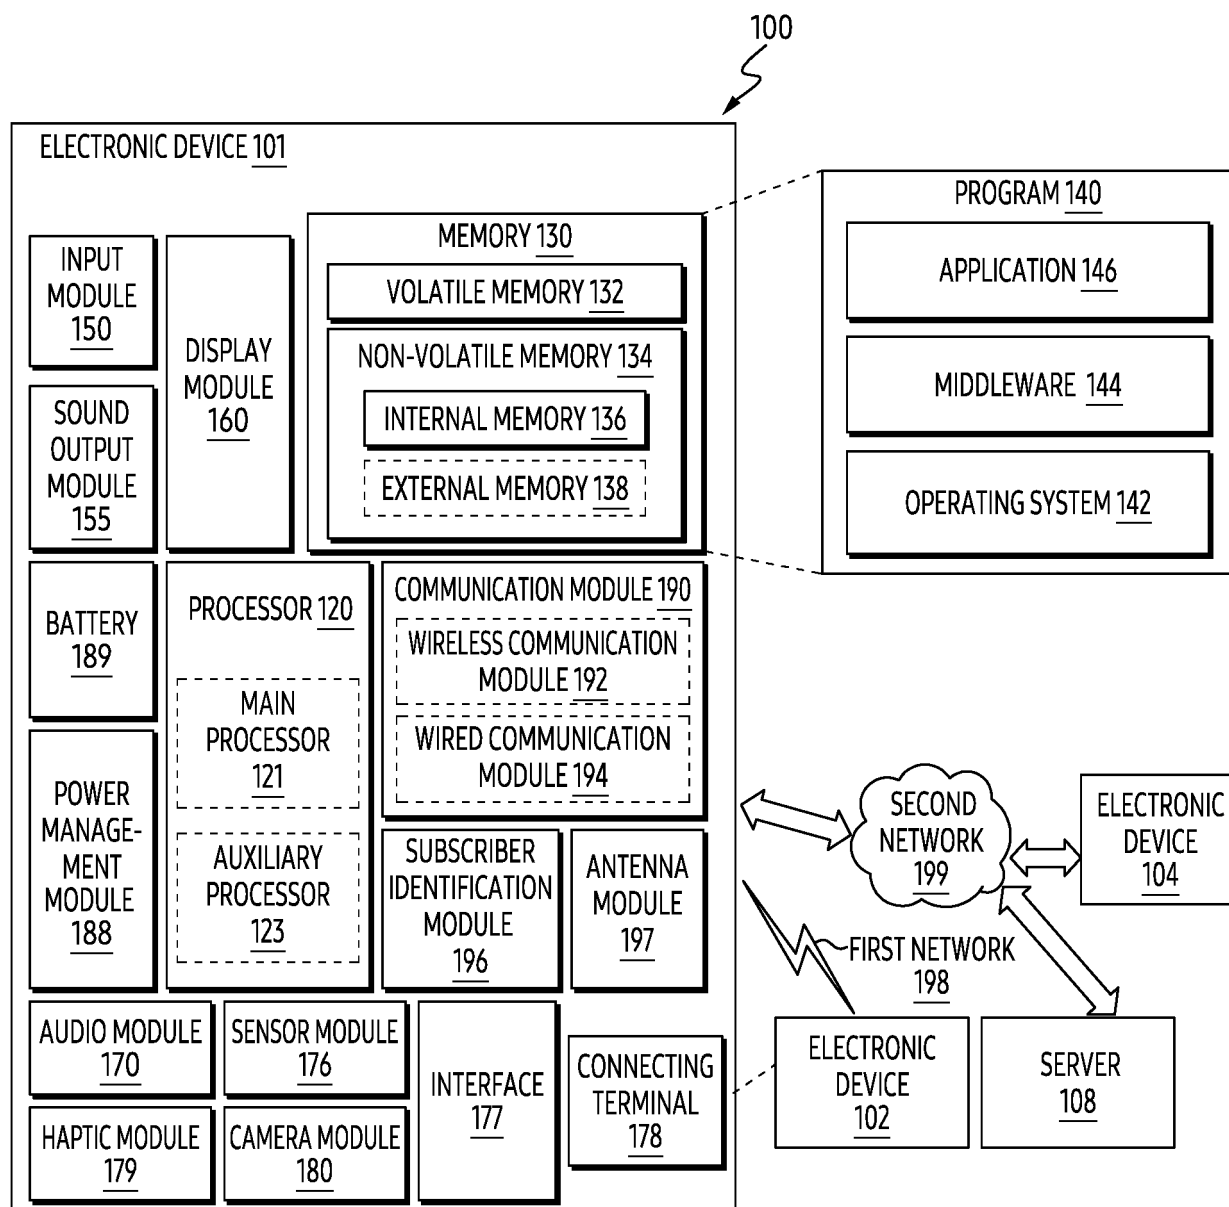 100
ELECTRONIC DEVICE 101
INPUT
MODULE
150
DISPLAY
MODULE
160
SOUND
OUTPUT
MODULE
155
MEMORY 130
VOLATILE MEMORY 132
NON-VOLATILE MEMORY 134
INTERNAL MEMORY 136
EXTERNAL MEMORY 138
PROGRAM 140
APPLICATION 146
MIDDLEWARE 144
OPERATING SYSTEM 142
BATTERY
189
POWER
MANAGE-
MENT
MODULE
188
PROCESSOR 120
MAIN
PROCESSOR
121
AUXILIARY
PROCESSOR
123
COMMUNICATION MODULE 190
WIRELESS COMMUNICATION
MODULE 192
WIRED COMMUNICATION
MODULE 194
SUBSCRIBER
IDENTIFICATION
MODULE
196
ANTENNA
MODULE
197
SECOND
NETWORK
199
ELECTRONIC
DEVICE
104
FIRST NETWORK
198
AUDIO MODULE
170
SENSOR MODULE
176
INTERFACE
177
CONNECTING
TERMINAL
178
HAPTIC MODULE
179
CAMERA MODULE
180
ELECTRONIC
DEVICE
102
SERVER
108